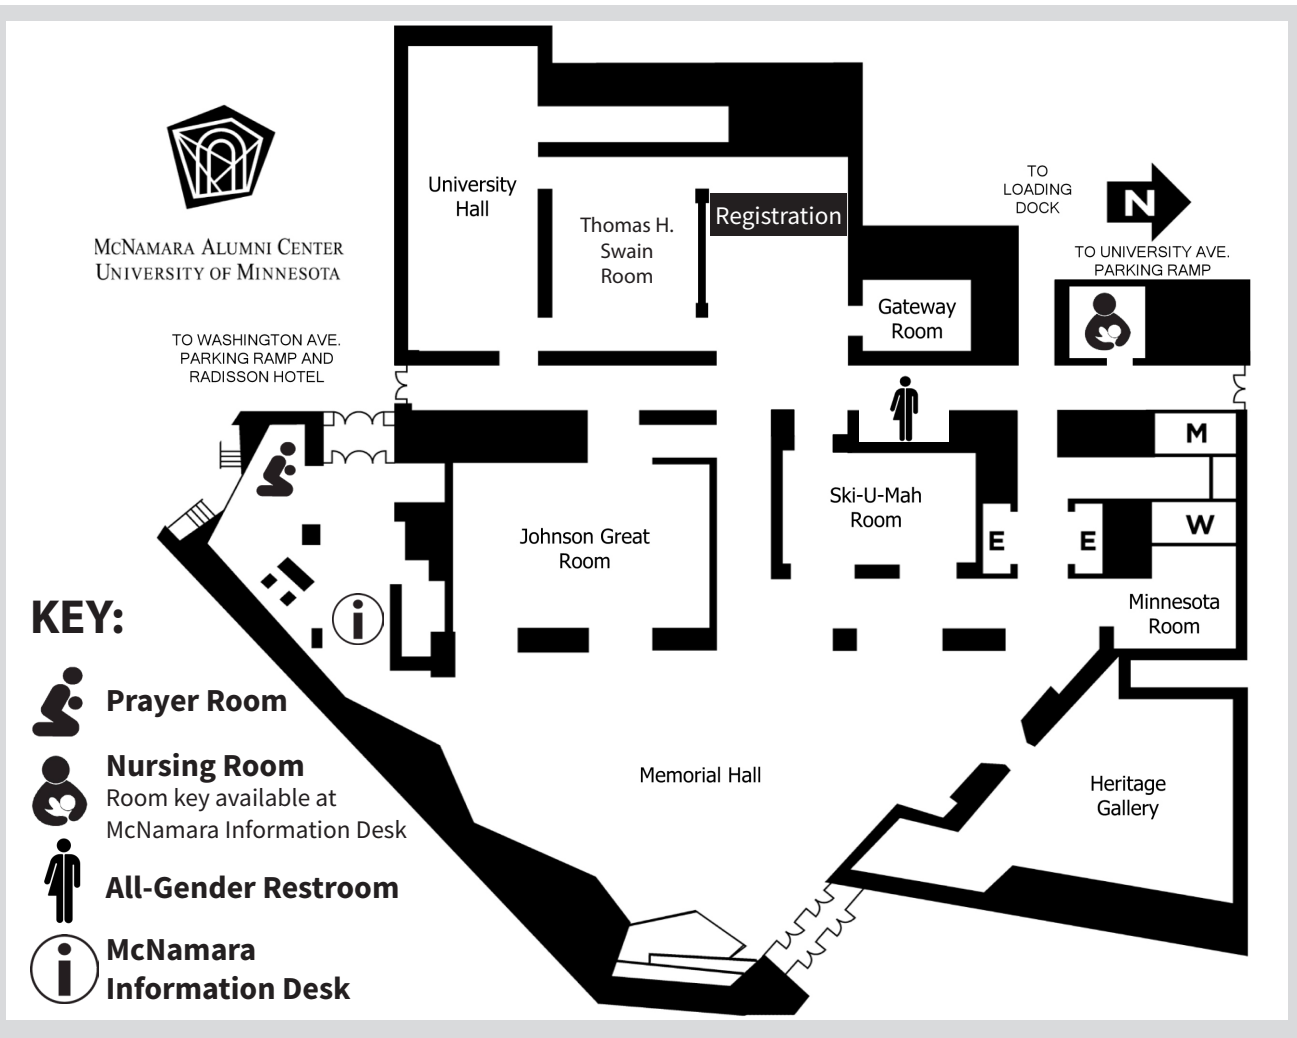 McNamara Alumni Center
University of Minnesota
TO WASHINGTON AVE.
PARKING RAMP AND
RADISSON HOTEL
University
Hall
Thomas H.
Swain
Room
Registration
Gateway
Room
TO
LOADING
DOCK
N
TO UNIVERSITY AVE.
PARKING RAMP
M
W
E
E
Ski-U-Mah
Room
Johnson Great
Room
Minnesota
Room
i
Memorial Hall
Heritage
Gallery
KEY:
Prayer Room
Nursing Room
Room key available at
McNamara Information Desk
All-Gender Restroom
i
McNamara
Information Desk